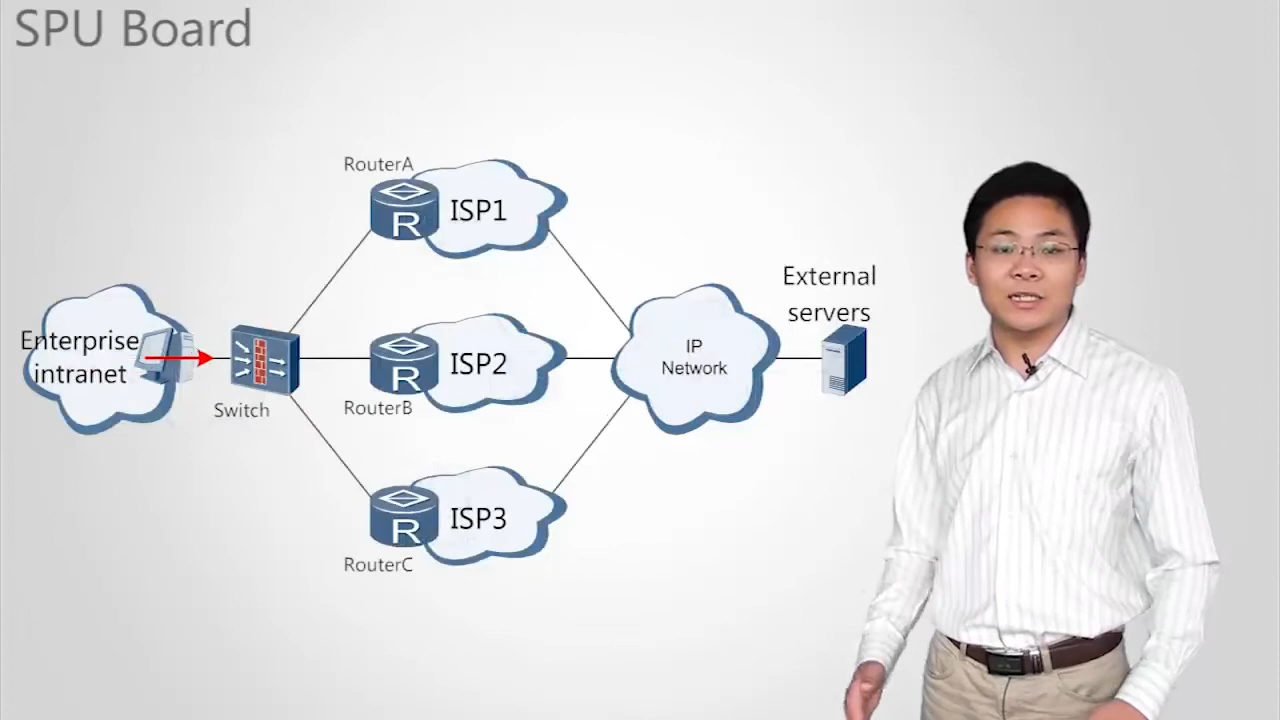 SPU Board
RouterA
R
ISP1
External
servers
Enterprise
intranet
Switch
R
ISP2
RouterB
IP
Network
R
ISP3
RouterC